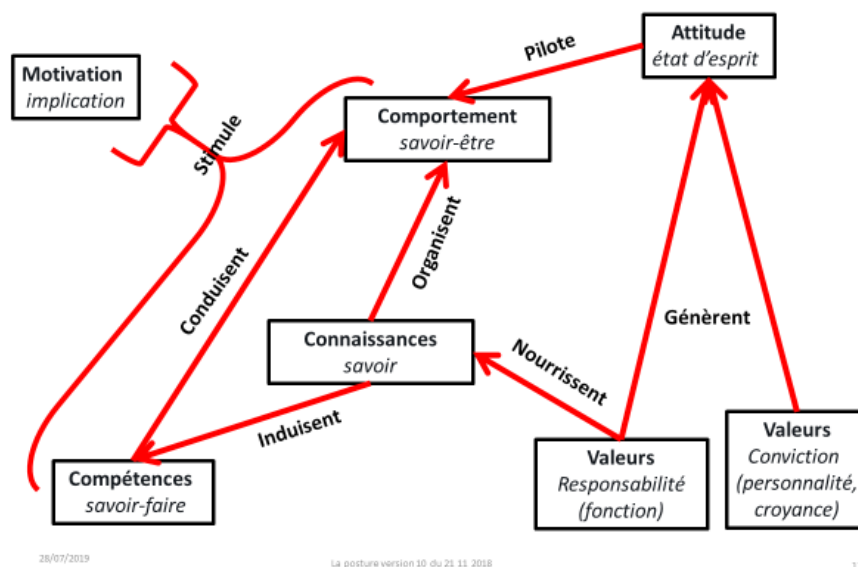 Attitude
état d'esprit
Pilote
Motivation
implication
Comportement
savoir-être
Stimule
Conduisent
Organisent
Génèrent
Connaissances
savoir
Nourrissent
Induisent
Compétences
savoir-faire
Valeurs
Responsabilité
(fonction)
Valeurs
Conviction
(personnalité,
croyance)
28/07/2019
La posture version 10 du 21 11 2018
1